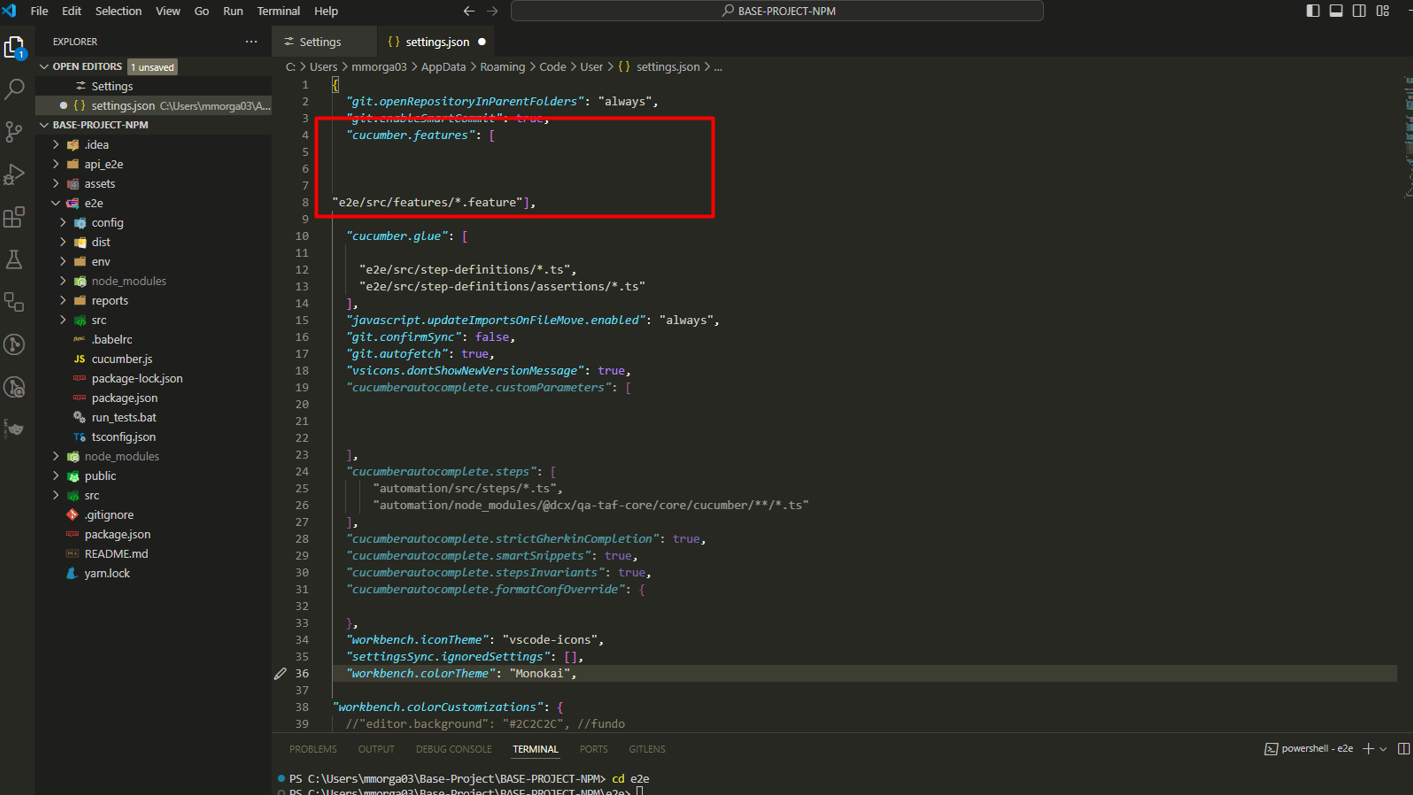 File Edit Selection View Go Run Terminal Help
BASE-PROJECT-NPM
EXPLORER
1
OPEN EDITORS 1 unsaved
Settings
settings.json C:\Users\mmorga03\A...
BASE-PROJECT-NPM
.idea
api_e2e
assets
e2e
config
dist
env
node_modules
reports
src
.babelrc
JS cucumber.js
package-lock.json
package.json
run_tests.bat
TS tsconfig.json
node_modules
public
src
.gitignore
package.json
README.md
yarn.lock
Settings
{ } settings.json
C: > Users > mmorga03 > AppData > Roaming > Code > User > { } settings.json > ...
1 {
2 "git.openRepositoryInParentFolders": "always",
3 "git.enableSmartCommit": true,
4 "cucumber.features": [
5
6
7
8 "e2e/src/features/*.feature"],
9
10 "cucumber.glue": [
11
12 "e2e/src/step-definitions/*.ts",
13 "e2e/src/step-definitions/assertions/*.ts"
14 ],
15 "javascript.updateImportsOnFileMove.enabled": "always",
16 "git.confirmSync": false,
17 "git.autofetch": true,
18 "vsicons.dontShowNewVersionMessage": true,
19 "cucumberautocomplete.customParameters": [
20
21
22
23 ],
24 "cucumberautocomplete.steps": [
25 "automation/src/steps/*.ts",
26 "automation/node_modules/@dcx/qa-taf-core/core/cucumber/**/*.ts"
27 ],
28 "cucumberautocomplete.strictGherkinCompletion": true,
29 "cucumberautocomplete.smartSnippets": true,
30 "cucumberautocomplete.stepsInvariants": true,
31 "cucumberautocomplete.formatConfOverride": {
32
33 },
34 "workbench.iconTheme": "vscode-icons",
35 "settingsSync.ignoredSettings": [],
36 "workbench.colorTheme": "Monokai",
37
38 "workbench.colorCustomizations": {
39 //"editor.background": "#2C2C2C", //fundo
PROBLEMS OUTPUT DEBUG CONSOLE TERMINAL PORTS GITLENS
powershell - e2e
PS C:\Users\mmorga03\Base-Project\BASE-PROJECT-NPM> cd e2e
PS C:\Users\mmorga03\Base-Project\BASE-PROJECT-NPM\e2e>